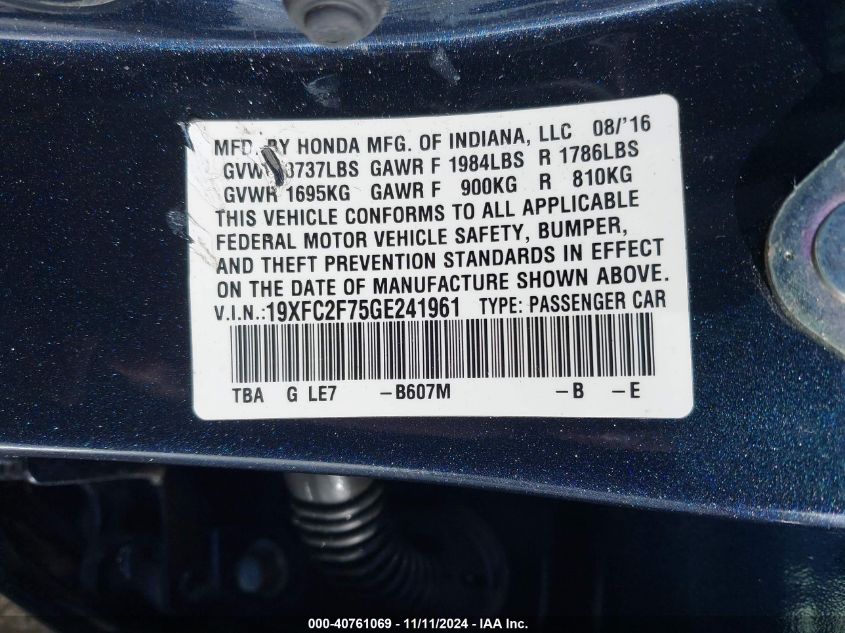 MFD. BY HONDA MFG. OF INDIANA, LLC 08/'16
GVWR 3737LBS GAWR F 1984LBS R 1786LBS
GVWR 1695KG GAWR F 900KG R 810KG
THIS VEHICLE CONFORMS TO ALL APPLICABLE
FEDERAL MOTOR VEHICLE SAFETY, BUMPER,
AND THEFT PREVENTION STANDARDS IN EFFECT
ON THE DATE OF MANUFACTURE SHOWN ABOVE.
V.I.N.:19XFC2F75GE241961 TYPE: PASSENGER CAR
TBA G LE7 -B607M -B -E
000-40761069 - 11/11/2024 - IAA Inc.